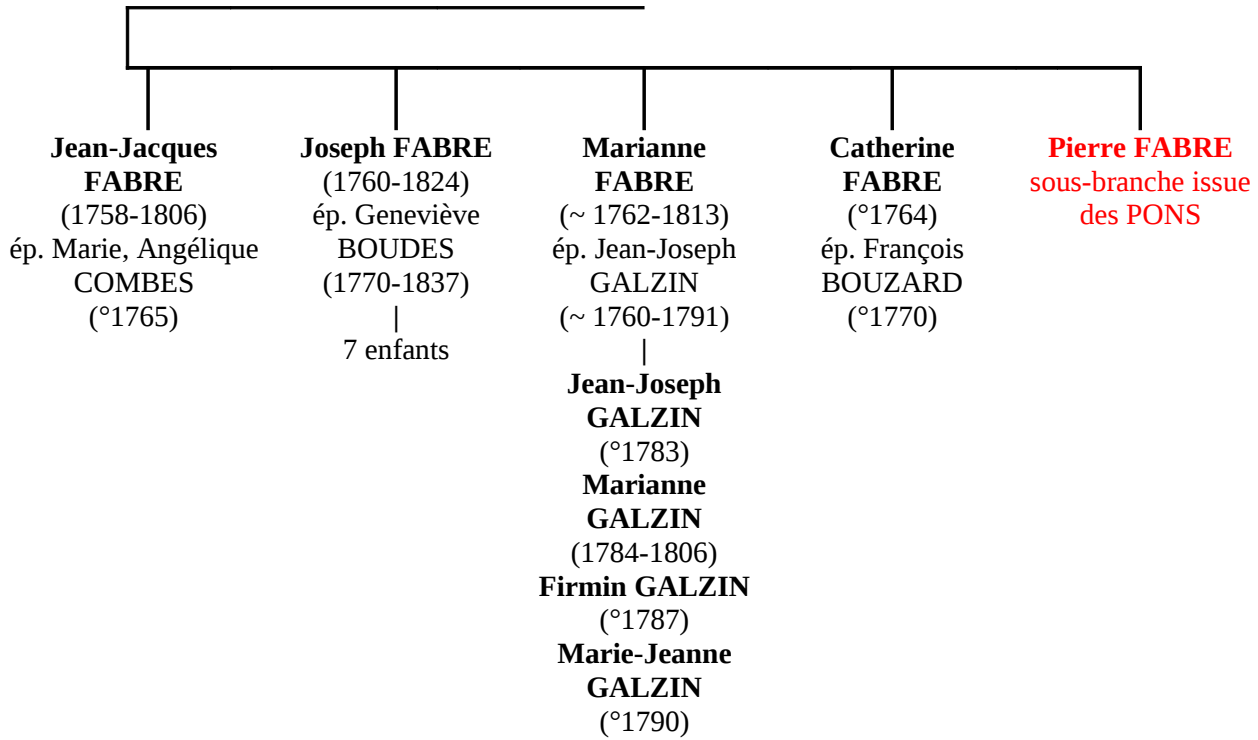 Jean-Jacques
FABRE
(1758-1806)
ép. Marie, Angélique
COMBES
(°1765)
Joseph FABRE
(1760-1824)
ép. Geneviève
BOUDES
(1770-1837)
|
7 enfants
Marianne
FABRE
(~ 1762-1813)
ép. Jean-Joseph
GALZIN
(~ 1760-1791)
|
Jean-Joseph
GALZIN
(°1783)
Marianne
GALZIN
(1784-1806)
Firmin GALZIN
(°1787)
Marie-Jeanne
GALZIN
(°1790)
Catherine
FABRE
(°1764)
ép. François
BOUZARD
(°1770)
Pierre FABRE
sous-branche issue
des PONS